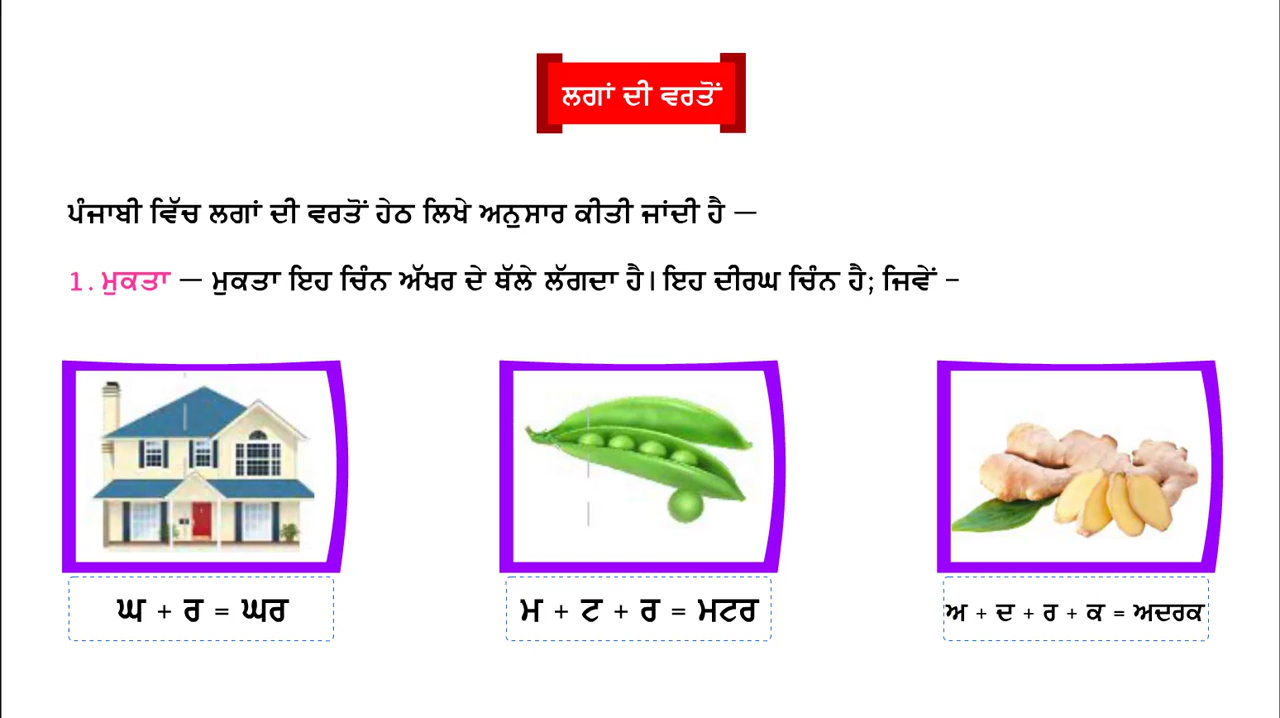 ਲਗਾਂ ਦੀ ਵਰਤੋਂ
ਪੰਜਾਬੀ ਵਿੱਚ ਲਗਾਂ ਦੀ ਵਰਤੋਂ ਹੇਠ ਲਿਖੇ ਅਨੁਸਾਰ ਕੀਤੀ ਜਾਂਦੀ ਹੈ —
1. ਮੁਕਤਾ — ਮੁਕਤਾ ਇਹ ਚਿੰਨ ਅੱਖਰ ਦੇ ਥੱਲੇ ਲੱਗਦਾ ਹੈ। ਇਹ ਦੀਰਘ ਚਿੰਨ ਹੈ; ਜਿਵੇਂ -
ਘ + ਰ = ਘਰ
ਮ + ਟ + ਰ = ਮਟਰ
ਅ + ਦ + ਰ + ਕ = ਅਦਰਕ